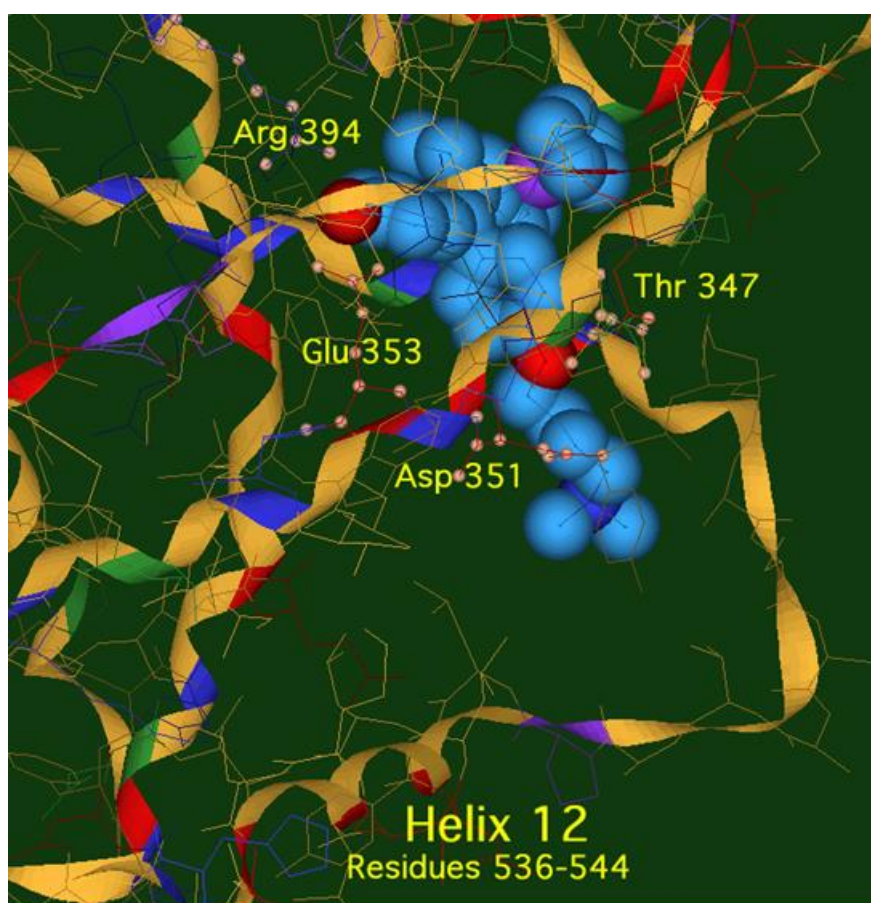 Arg 394
Thr 347
Glu 353
Asp 351
Helix 12
Residues 536-544